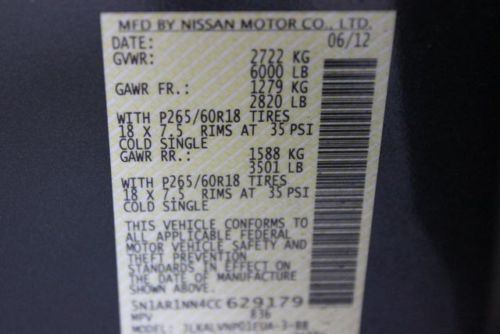 MFD BY NISSAN MOTOR CO., LTD.
DATE: 06/12
GVWR: 2722 KG
6000 LB
GAWR FR.: 1279 KG
2820 LB
WITH P265/60R18 TIRES
18 X 7.5 RIMS AT 35 PSI
COLD SINGLE
GAWR RR.: 1588 KG
3501 LB
WITH P265/60R18 TIRES
18 X 7.5 RIMS AT 35 PSI
COLD SINGLE
THIS VEHICLE CONFORMS TO
ALL APPLICABLE FEDERAL
MOTOR VEHICLE SAFETY AND
THEFT PREVENTION
STANDARDS IN EFFECT ON
THE DATE OF MANUFACTURE
SHOWN ABOVE.
5N1AR1NN4CC629179
MPV 836
MODEL: